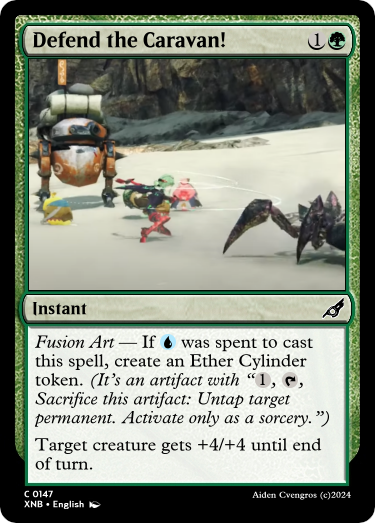 Defend the Caravan! 1
Instant
Fusion Art — If was spent to cast
this spell, create an Ether Cylinder
token. (It's an artifact with “1, ,
Sacrifice this artifact: Untap target
permanent. Activate only as a sorcery.”)
Target creature gets +4/+4 until end
of turn.
C 0147
XNB • English
Aiden Cvengros (c)2024